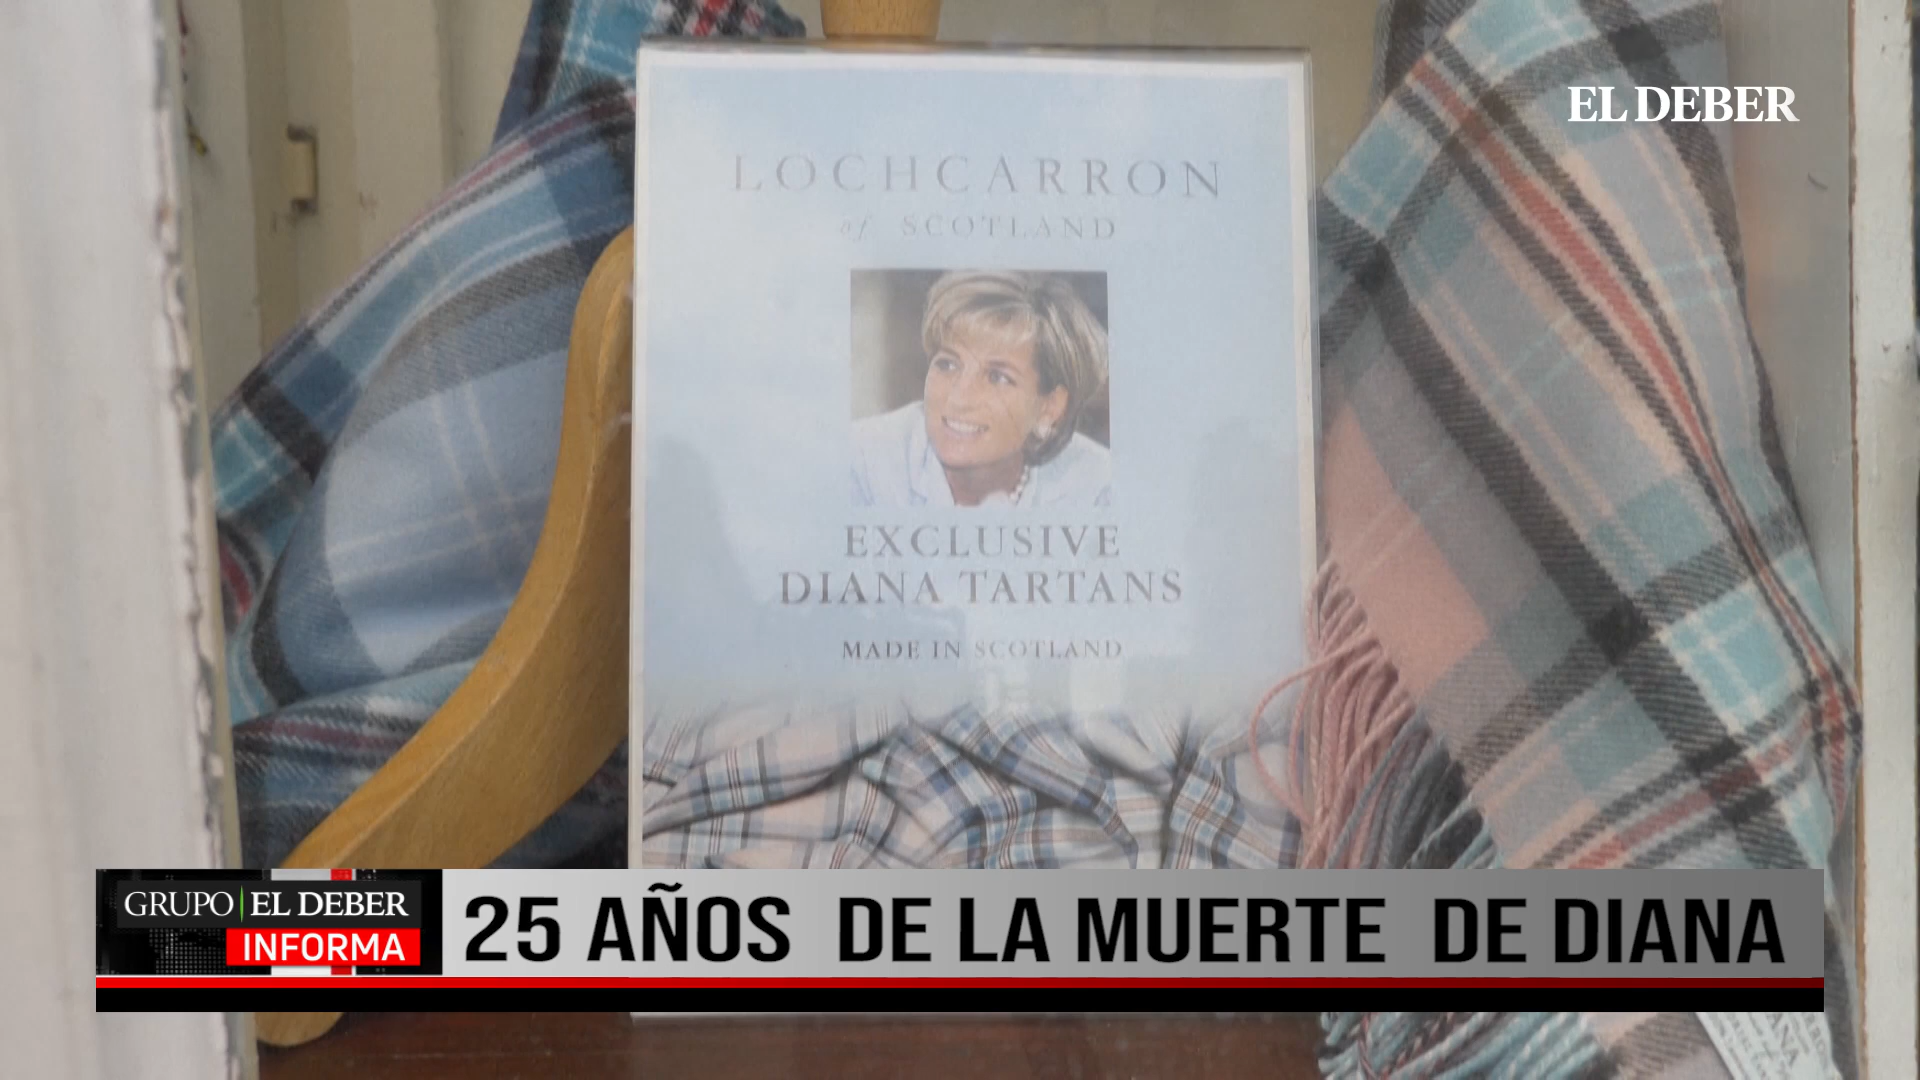 EL DEBER
LOCHCARRON
of SCOTLAND
EXCLUSIVE
DIANA TARTANS
MADE IN SCOTLAND
GRUPO EL DEBER
INFORMA
25 AÑOS DE LA MUERTE DE DIANA